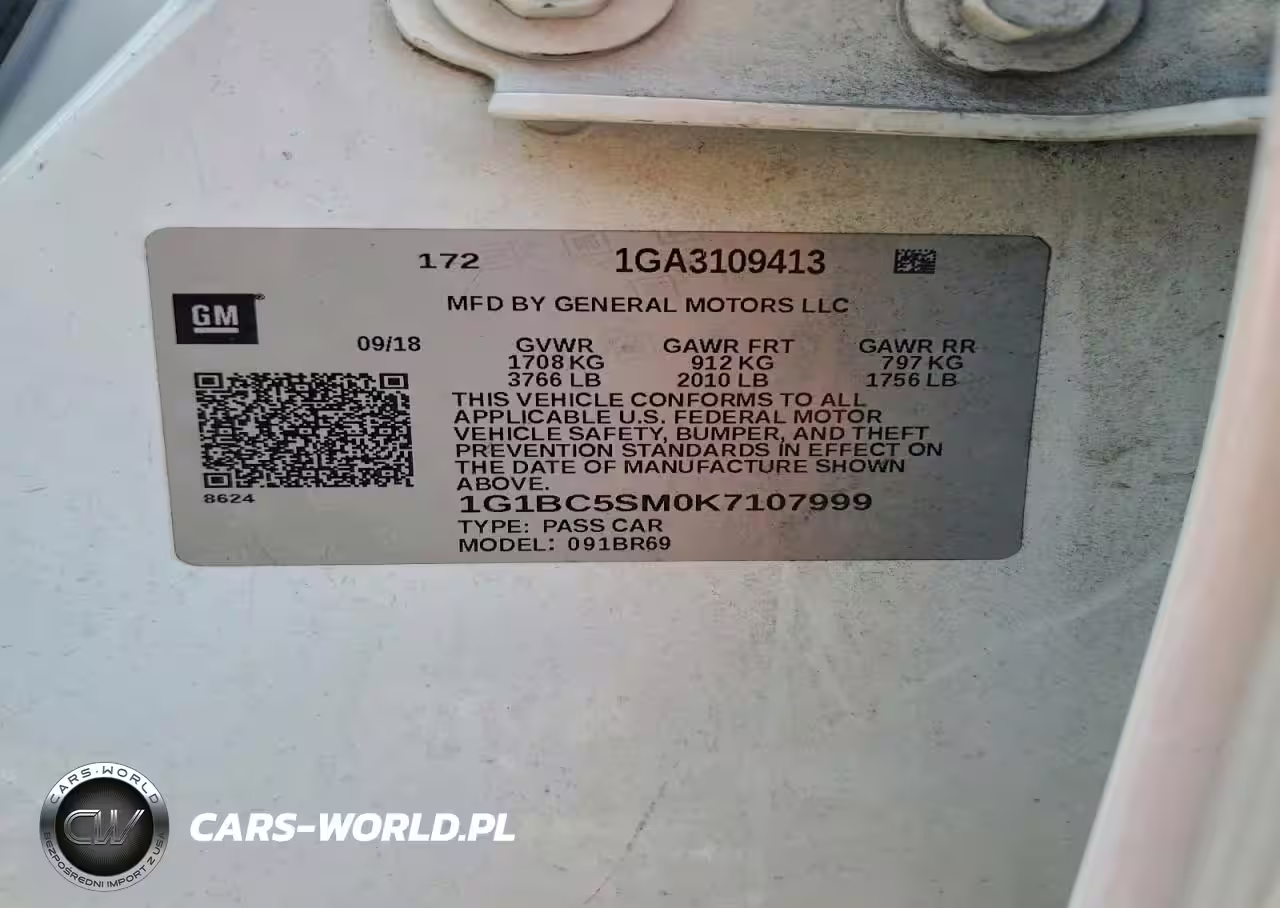 172 1GA3109413
GM
MFD BY GENERAL MOTORS LLC
09/18 GVWR GAWR FRT GAWR RR
1708 KG 912 KG 797 KG
3766 LB 2010 LB 1756 LB
THIS VEHICLE CONFORMS TO ALL
APPLICABLE U.S. FEDERAL MOTOR
VEHICLE SAFETY, BUMPER, AND THEFT
PREVENTION STANDARDS IN EFFECT ON
THE DATE OF MANUFACTURE SHOWN
ABOVE.
8624
1G1BC5SM0K7107999
TYPE: PASS CAR
MODEL: 091BR69
CARS-WORLD
CW
BEZPOŚREDNI IMPORT Z USA
CARS-WORLD.PL